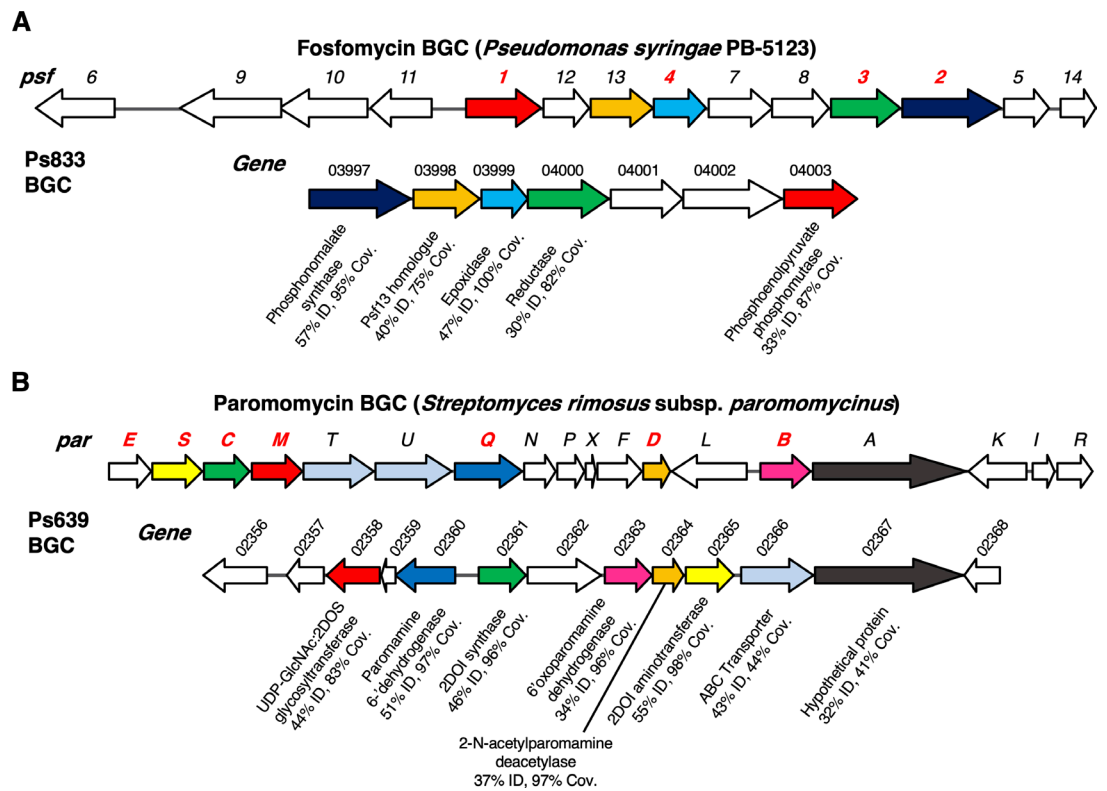 A
Fosfomycin BGC (Pseudomonas syringae PB-5123)
psf 6 9 10 11 1 12 13 4 7 8 3 2 5 14
Ps833
BGC
Gene
03997 03998 03999 04000 04001 04002 04003
Phosphonomalate
synthase
57% ID, 95% Cov.
Psf13 homologue
40% ID, 75% Cov.
Epoxidase
47% ID, 100% Cov.
Reductase
30% ID, 82% Cov.
Phosphoenolpyruvate
phosphomutase
33% ID, 87% Cov.
B
Paromomycin BGC (Streptomyces rimosus subsp. paromomycinus)
par E S C M T U Q N P X F D L B A K I R
Ps639
BGC
Gene
02356 02357 02358 02359 02360 02361 02362 02363 02364 02365 02366 02367 02368
UDP-GlcNAc:2DOS
glycosyltransferase
44% ID, 83% Cov.
Paromamine
6-'dehydrogenase
51% ID, 97% Cov.
2DOI synthase
46% ID, 96% Cov.
6'oxoparomamine
dehydrogenase
34% ID, 96% Cov.
2-N-acetylparomamine
deacetylase
37% ID, 97% Cov.
2DOI aminotransferase
55% ID, 98% Cov.
ABC Transporter
43% ID, 44% Cov.
Hypothetical protein
32% ID, 41% Cov.